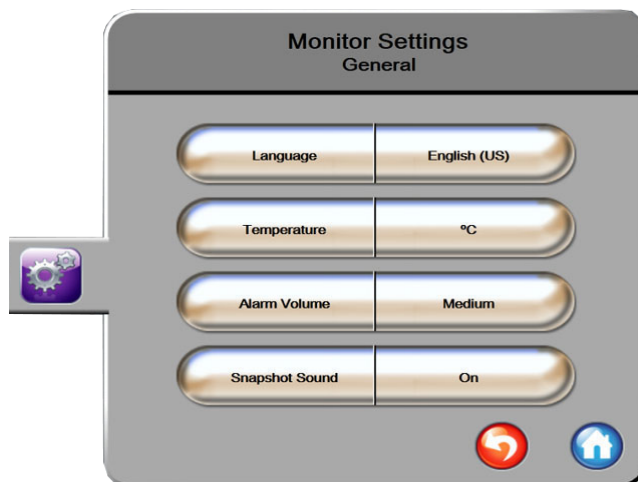 Monitor Settings
General
Language English (US)
Temperature ºC
Alarm Volume Medium
Snapshot Sound On